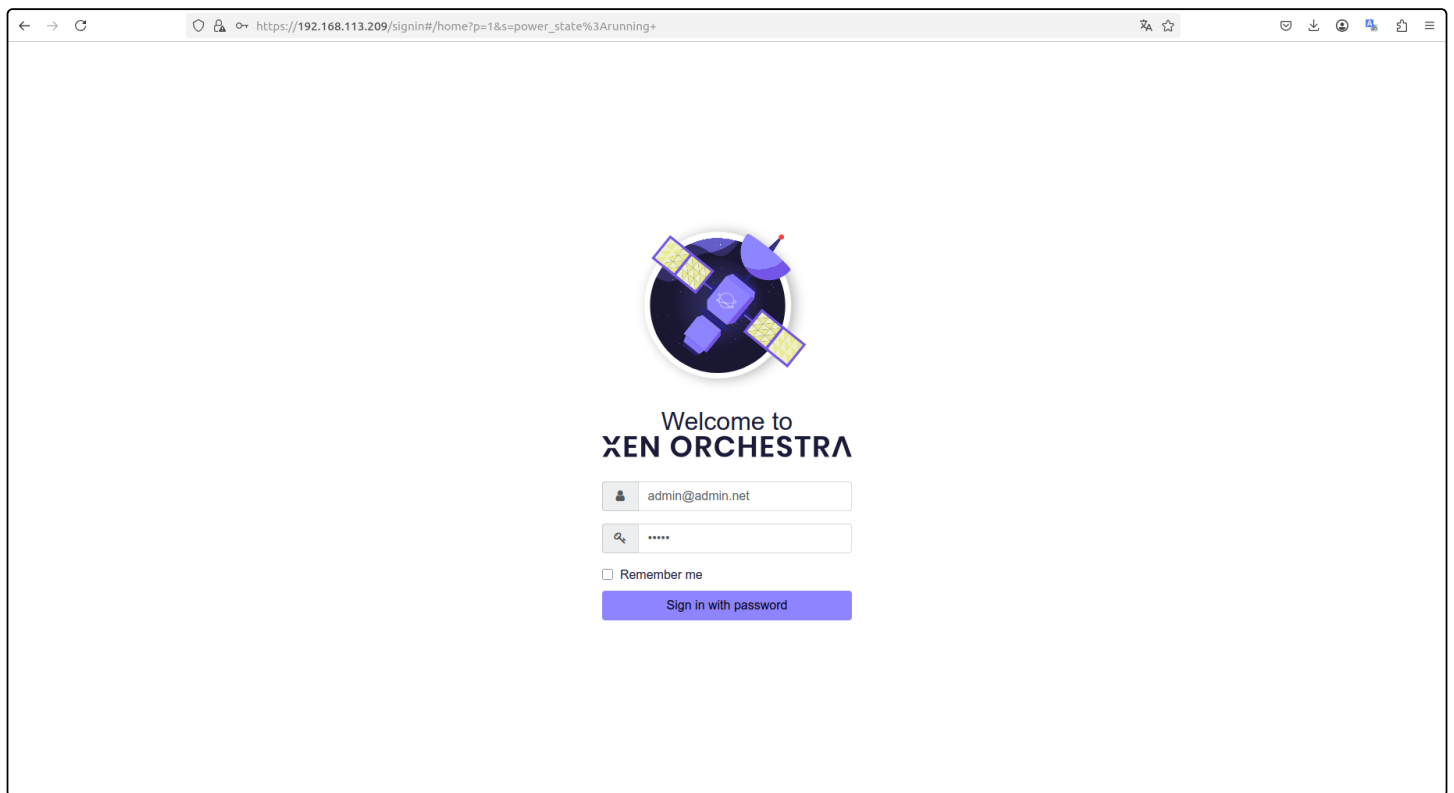 https://192.168.113.209/signin#/home?p=1&s=power_state%3Arunning+
Welcome to
XEN ORCHESTRA
admin@admin.net
•••••
Remember me
Sign in with password